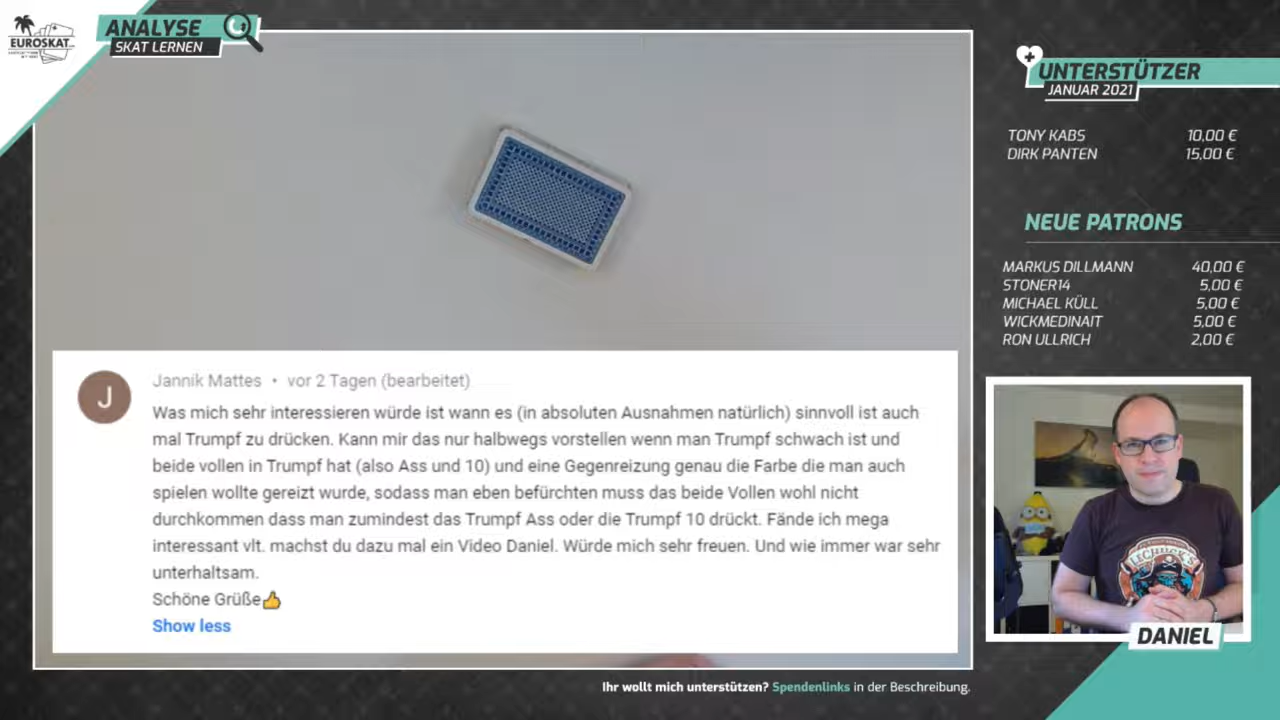 EUROSKAT
ANALYSE
SKAT LERNEN
UNTERSTÜTZER
JANUAR 2021
TONY KABS 10,00 €
DIRK PANTEN 15,00 €
NEUE PATRONS
MARKUS DILLMANN 40,00 €
STONER14 5,00 €
MICHAEL KÜLL 5,00 €
WICKMEDINAIT 5,00 €
RON ULLRICH 2,00 €
J
Jannik Mattes • vor 2 Tagen (bearbeitet)
Was mich sehr interessieren würde ist wann es (in absoluten Ausnahmen natürlich) sinnvoll ist auch
mal Trumpf zu drücken. Kann mir das nur halbwegs vorstellen wenn man Trumpf schwach ist und
beide vollen in Trumpf hat (also Ass und 10) und eine Gegenreizung genau die Farbe die man auch
spielen wollte gereizt wurde, sodass man eben befürchten muss das beide Vollen wohl nicht
durchkommen dass man zumindest das Trumpf Ass oder die Trumpf 10 drückt. Fände ich mega
interessant vlt. machst du dazu mal ein Video Daniel. Würde mich sehr freuen. Und wie immer war sehr
unterhaltsam.
Schöne Grüße👍
Show less
LECHUCK'S
DANIEL
Ihr wollt mich unterstützen? Spendenlinks in der Beschreibung.